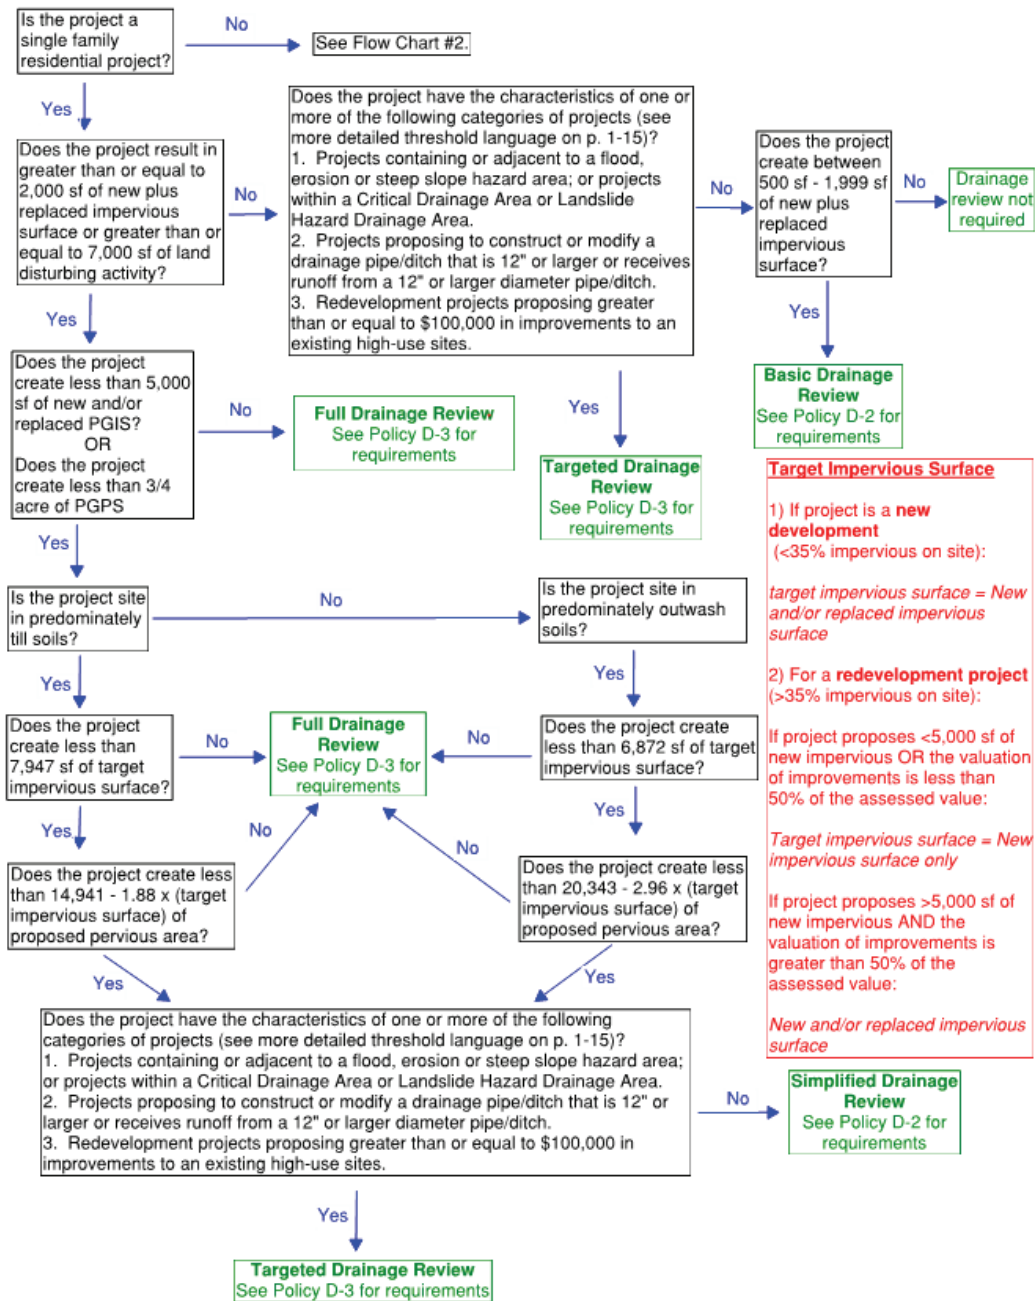 Is the project a
single family
residential project?
No
See Flow Chart #2.
Yes
Does the project result in
greater than or equal to
2,000 sf of new plus
replaced impervious
surface or greater than or
equal to 7,000 sf of land
disturbing activity?
No
Does the project have the characteristics of one or
more of the following categories of projects (see
more detailed threshold language on p. 1-15)?
1. Projects containing or adjacent to a flood,
erosion or steep slope hazard area; or projects
within a Critical Drainage Area or Landslide
Hazard Drainage Area.
2. Projects proposing to construct or modify a
drainage pipe/ditch that is 12" or larger or receives
runoff from a 12" or larger diameter pipe/ditch.
3. Redevelopment projects proposing greater
than or equal to $100,000 in improvements to an
existing high-use sites.
No
Does the project
create between
500 sf - 1,999 sf
of new plus
replaced
impervious
surface?
No
Drainage
review not
required
Yes
Yes
Yes
Does the project
create less than 5,000
sf of new and/or
replaced PGIS?
OR
Does the project
create less than 3/4
acre of PGPS
No
Full Drainage Review
See Policy D-3 for
requirements
Targeted Drainage
Review
See Policy D-3 for
requirements
Basic Drainage
Review
See Policy D-2 for
requirements
Target Impervious Surface
1) If project is a new
development
(<35% impervious on site):
target impervious surface = New
and/or replaced impervious
surface
2) For a redevelopment project
(>35% impervious on site):
If project proposes <5,000 sf of
new impervious OR the valuation
of improvements is less than
50% of the assessed value:
Target impervious surface = New
impervious surface only
If project proposes >5,000 sf of
new impervious AND the
valuation of improvements is
greater than 50% of the
assessed value:
New and/or replaced impervious
surface
Yes
Is the project site
in predominately
till soils?
No
Is the project site in
predominately outwash
soils?
Yes
Yes
Does the project
create less than
7,947 sf of target
impervious surface?
No
Full Drainage
Review
See Policy D-3 for
requirements
No
Does the project create
less than 6,872 sf of target
impervious surface?
Yes
No
No
Yes
Does the project create less
than 14,941 - 1.88 x (target
impervious surface) of
proposed pervious area?
Does the project create less
than 20,343 - 2.96 x (target
impervious surface) of
proposed pervious area?
Yes
Yes
Does the project have the characteristics of one or more of the following
categories of projects (see more detailed threshold language on p. 1-15)?
1. Projects containing or adjacent to a flood, erosion or steep slope hazard area;
or projects within a Critical Drainage Area or Landslide Hazard Drainage Area.
2. Projects proposing to construct or modify a drainage pipe/ditch that is 12" or
larger or receives runoff from a 12" or larger diameter pipe/ditch.
3. Redevelopment projects proposing greater than or equal to $100,000 in
improvements to an existing high-use sites.
No
Simplified Drainage
Review
See Policy D-2 for
requirements
Yes
Targeted Drainage Review
See Policy D-3 for requirements